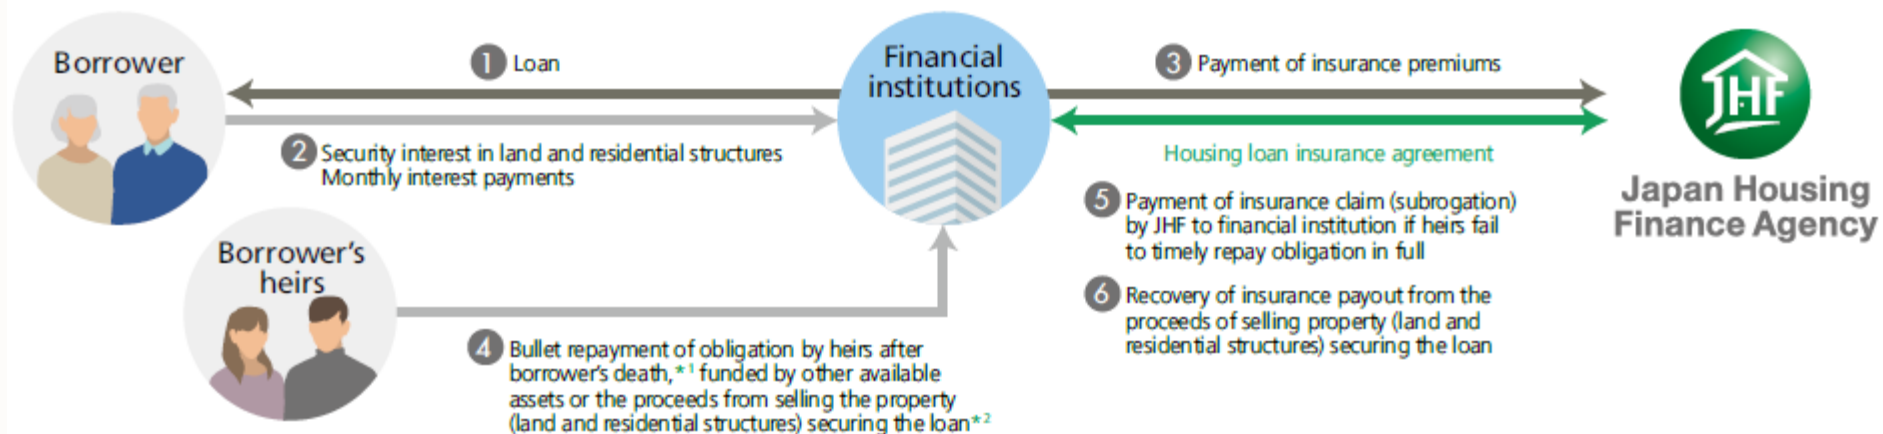 Borrower
1 Loan
2 Security interest in land and residential structures
Monthly interest payments
Financial
institutions
3 Payment of insurance premiums
Housing loan insurance agreement
JHF
Japan Housing
Finance Agency
Borrower's
heirs
4 Bullet repayment of obligation by heirs after
borrower's death,*1 funded by other available
assets or the proceeds from selling the property
(land and residential structures) securing the loan*2
5 Payment of insurance claim (subrogation)
by JHF to financial institution if heirs fail
to timely repay obligation in full
6 Recovery of insurance payout from the
proceeds of selling property (land and
residential structures) securing the loan